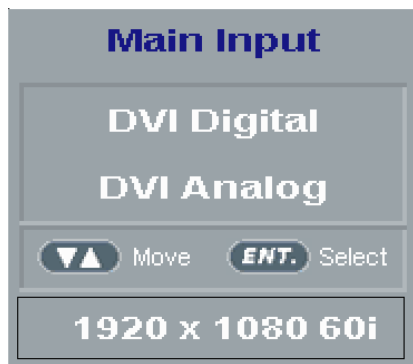 Main Input
DVI Digital
DVI Analog
▼▲ Move ENT. Select
1920 x 1080 60i